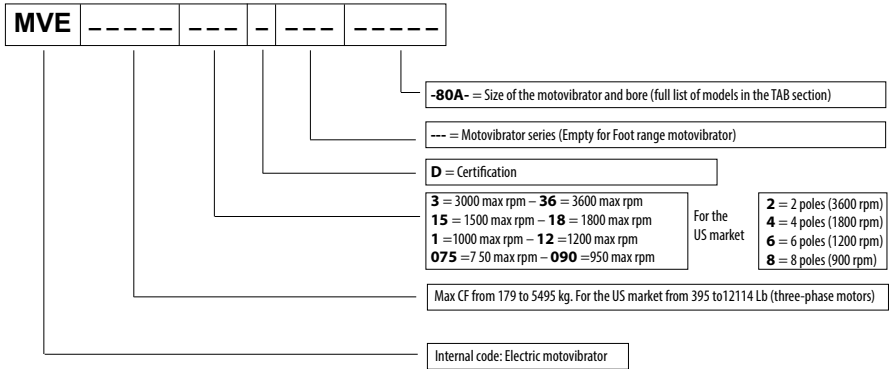 MVE _ _ _ _ _ _ _ _ _ _ _ _ _ _ _ _ _
-80A- = Size of the motovibrator and bore (full list of models in the TAB section)
--- = Motovibrator series (Empty for Foot range motovibrator)
D = Certification
3 = 3000 max rpm – 36 = 3600 max rpm
15 = 1500 max rpm – 18 = 1800 max rpm
1 =1000 max rpm – 12 =1200 max rpm
075 =7 50 max rpm – 090 =950 max rpm
For the
US market
2 = 2 poles (3600 rpm)
4 = 4 poles (1800 rpm)
6 = 6 poles (1200 rpm)
8 = 8 poles (900 rpm)
Max CF from 179 to 5495 kg. For the US market from 395 to12114 Lb (three-phase motors)
Internal code: Electric motovibrator